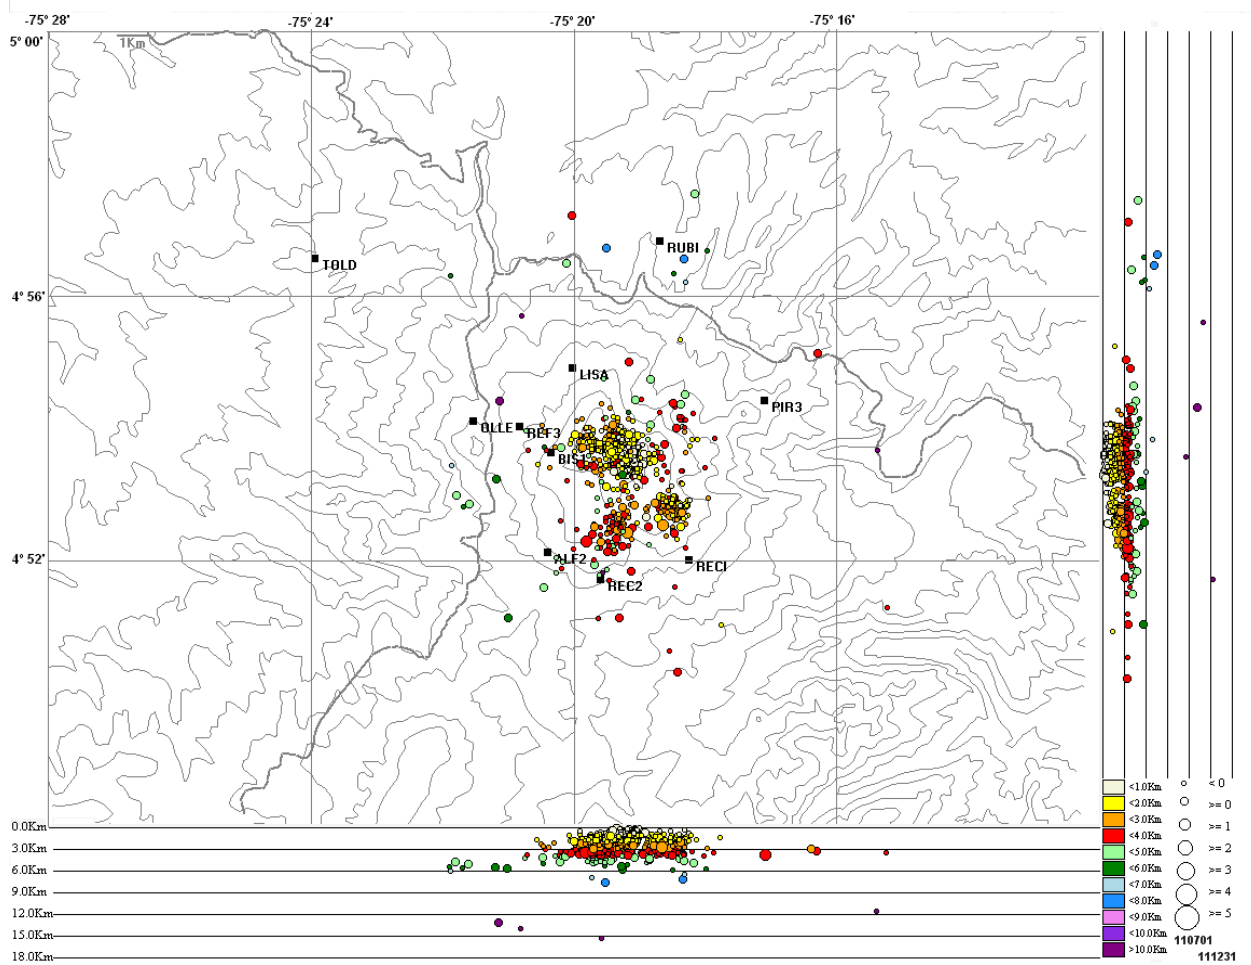 -75° 28' -75° 24' -75° 20' -75° 16'
5° 00'
1Km
RUBI
TOLD
4° 56'
LISA
PIR3
OLLE REF3
BIS1
4° 52'
ALF2 RECI
REC2
0.0Km
3.0Km
6.0Km
9.0Km
12.0Km
15.0Km
18.0Km
<1.0Km < 0
<2.0Km >= 0
<3.0Km >= 1
<4.0Km >= 2
<5.0Km
<6.0Km >= 3
<7.0Km >= 4
<8.0Km
<9.0Km >= 5
<10.0Km 110701
>10.0Km 111231